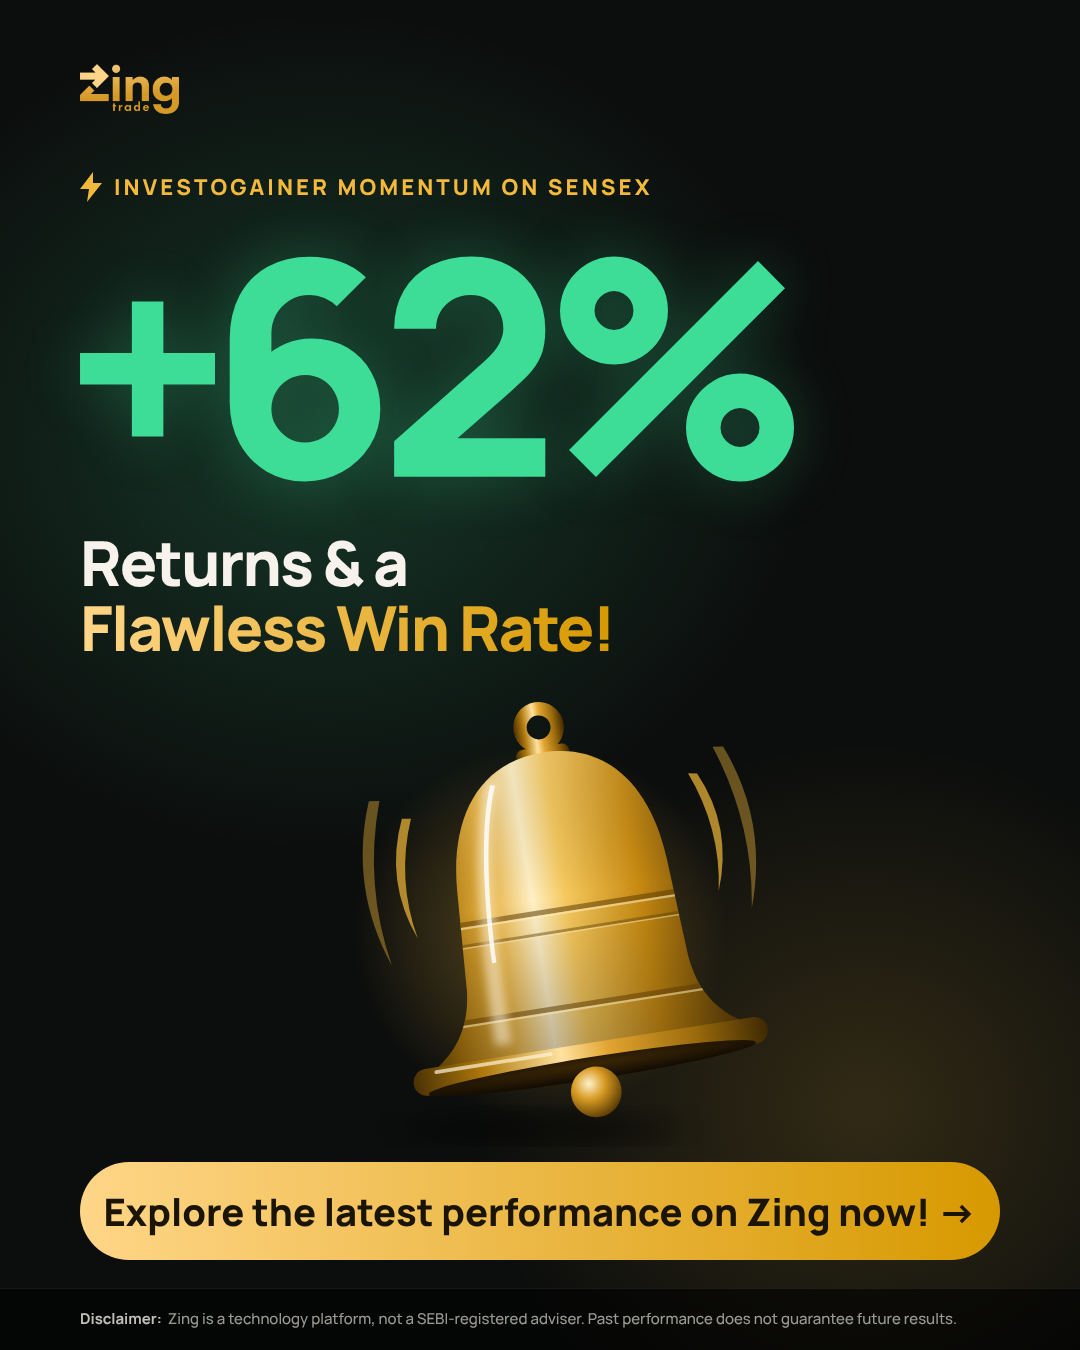 Zing
trade
INVESTOGAINER MOMENTUM ON SENSEX
+62%
Returns & a
Flawless Win Rate!
Explore the latest performance on Zing now! →
Disclaimer: Zing is a technology platform, not a SEBI-registered adviser. Past performance does not guarantee future results.